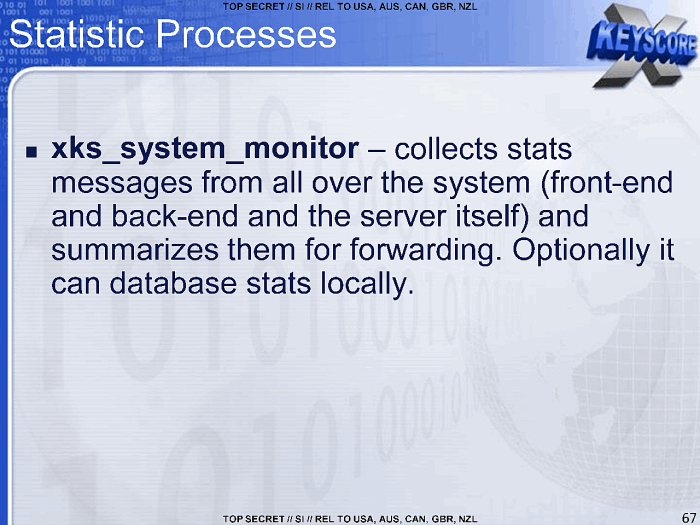 TOP SECRET // SI // REL TO USA, AUS, CAN, GBR, NZL
Statistic Processes
XKEYSCORE
■ xks_system_monitor – collects stats
messages from all over the system (front-end
and back-end and the server itself) and
summarizes them for forwarding. Optionally it
can database stats locally.
TOP SECRET // SI // REL TO USA, AUS, CAN, GBR, NZL
67